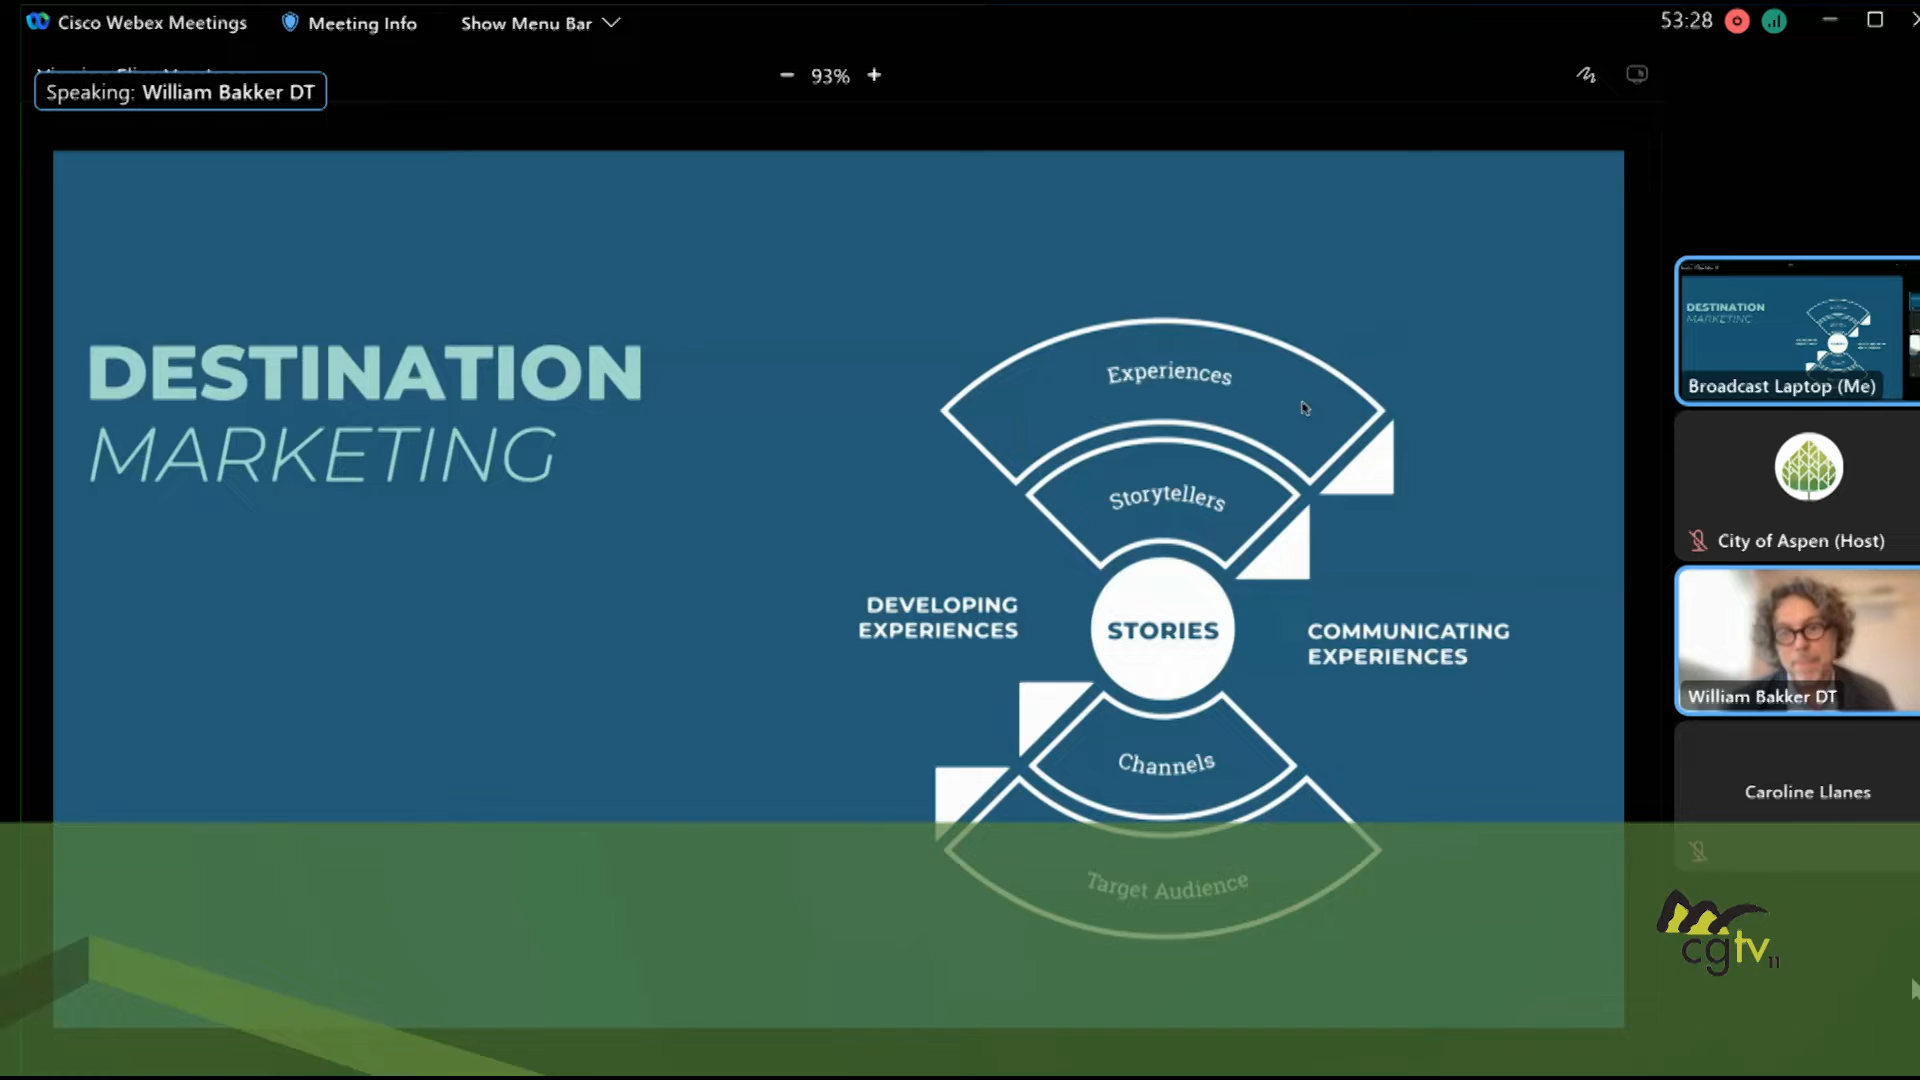 Cisco Webex Meetings
Meeting Info
Show Menu Bar
53:28
Speaking: William Bakker DT
93%
DESTINATION
MARKETING
Experiences
Storytellers
DEVELOPING
EXPERIENCES
STORIES
COMMUNICATING
EXPERIENCES
Channels
Target Audience
DESTINATION
MARKETING
Broadcast Laptop (Me)
City of Aspen (Host)
William Bakker DT
Caroline Llanes
cgtv11